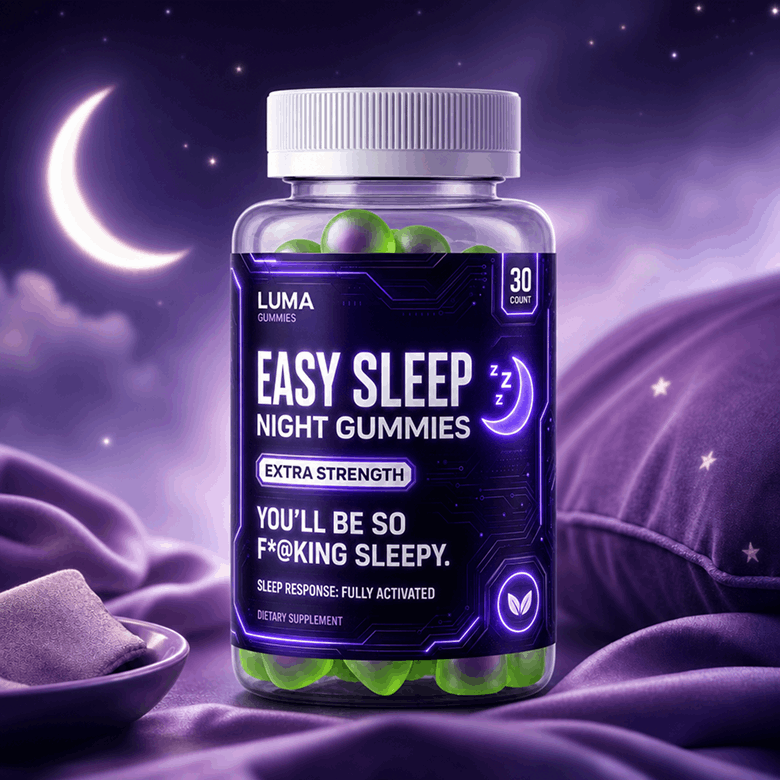 LUMA
GUMMIES
30
COUNT
EASY SLEEP
NIGHT GUMMIES
z Z z
EXTRA STRENGTH
YOU'LL BE SO
F*@KING SLEEPY.
SLEEP RESPONSE: FULLY ACTIVATED
DIETARY SUPPLEMENT